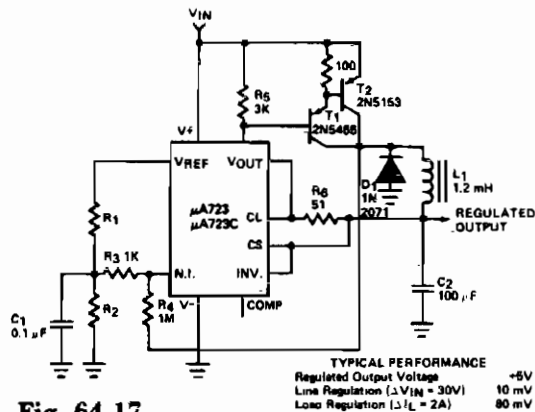 VIN
100
T2
2N5153
R5
3K
T1
V+
VREF
VOUT
µA723
µA723C
CL
R6
51
D1
1N
2071
L1
1.2 mH
REGULATED
OUTPUT
CS
R1
R3 1K
N.I.
INV.
C1
0.1 µF
R2
R4
1M
V-
COMP
C2
100 µF
TYPICAL PERFORMANCE
Regulated Output Voltage +5V
Line Regulation (ΔVIN = 30V) 10 mV
Load Regulation (ΔIL = 2A) 80 mV
Fig. 64-17